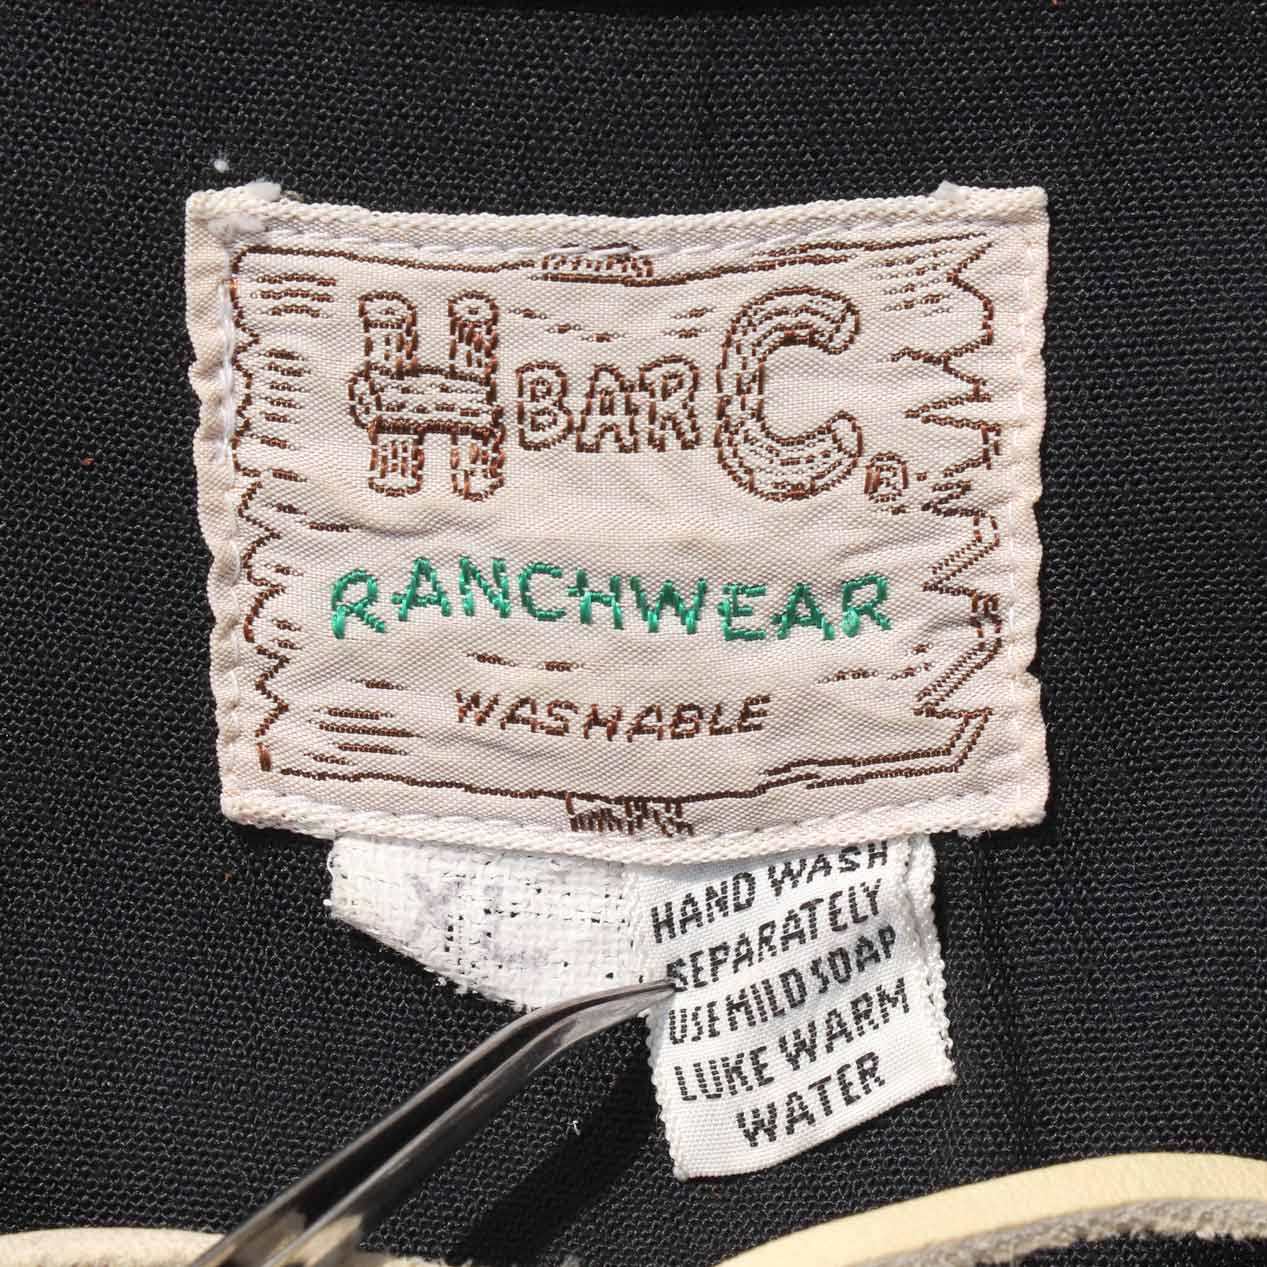 H BAR C®
RANCHWEAR
WASHABLE
HAND WASH
SEPARATELY
USE MILD SOAP
LUKE WARM
WATER